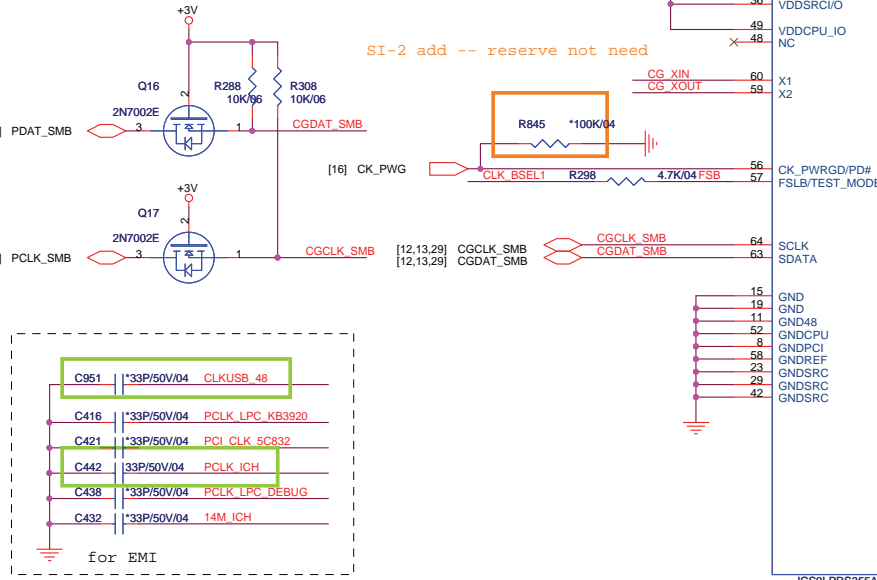 +3V
36 VDDSRCI/O
49 VDDCPU_IO
48 NC
SI-2 add -- reserve not need
CG_XIN 60 X1
CG_XOUT 59 X2
Q16
2
R288
10K/06
R308
10K/06
2N7002E
PDAT_SMB 3 1 CGDAT_SMB
R845 *100K/04
[16] CK_PWG 56 CK_PWRGD/PD#
CLK_BSEL1 R298 4.7K/04 FSB 57 FSLB/TEST_MODE
+3V
Q17
2
2N7002E
PCLK_SMB 3 1 CGCLK_SMB
[12,13,29] CGCLK_SMB CGCLK_SMB 64 SCLK
[12,13,29] CGDAT_SMB CGDAT_SMB 63 SDATA
15 GND
19 GND
11 GND48
52 GNDCPU
8 GNDPCI
58 GNDREF
23 GNDSRC
29 GNDSRC
42 GNDSRC
C951 *33P/50V/04 CLKUSB_48
C416 *33P/50V/04 PCLK_LPC_KB3920
C421 *33P/50V/04 PCI_CLK_5C832
C442 33P/50V/04 PCLK_ICH
C438 *33P/50V/04 PCLK_LPC_DEBUG
C432 *33P/50V/04 14M_ICH
for EMI